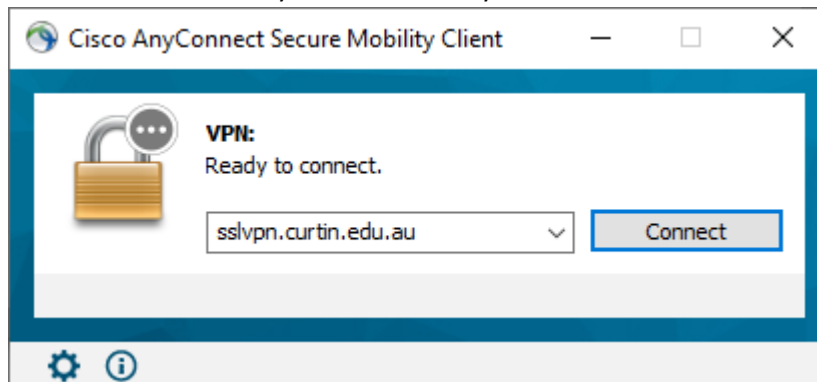 Cisco AnyConnect Secure Mobility Client
VPN:
Ready to connect.
sslvpn.curtin.edu.au
Connect